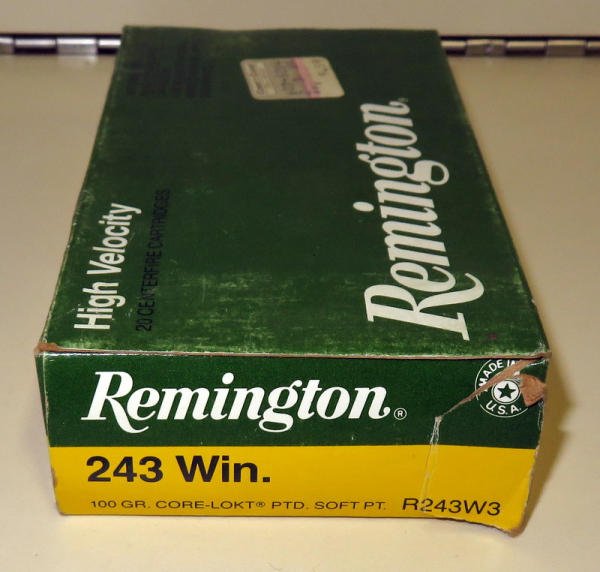 Remington®
High Velocity
20 CENTERFIRE CARTRIDGES
Remington®
MADE IN
U.S.A.
243 Win.
100 GR. CORE-LOKT® PTD. SOFT PT. R243W3